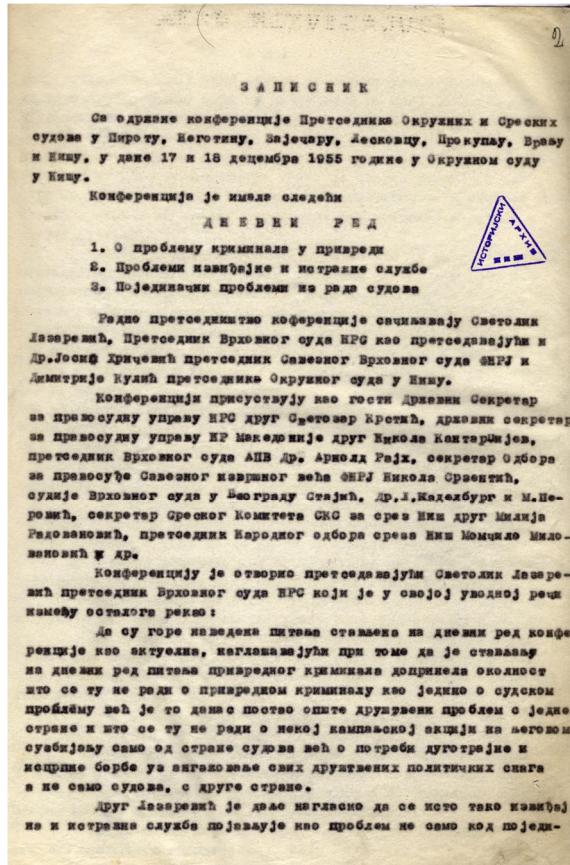 2
З А П И С Н И К
Са одржане конференције Претседника Окружних и Среских
судова у Пироту, Неготину, Зајечару, Лесковцу, Прокупљу, Врању
и Нишу, у дане 17 и 18 децембра 1955 године у Окружном суду
у Нишу.
Конференција је имала следећи
Д Н Е В Н И Р Е Д
ИСТОРИЈСКИ
АРХИВ
НИШ
1. О проблему криминала у привреди
2. Проблеми извиђајне и истражне службе
3. Појединачни проблеми из рада судова
Радно претседништво коференције сачињавају Светолик
Лазаревић, Претседник Врховног суда НРС као претседавајући и
Др.Јосиф Хричевић претседник Савезног Врховног суда ФНРЈ и
Димитрије Кулић претседник Окружног суда у Нишу.
Конференцији присуствују као гости Државни Секретар
за правосудну управу НРС друг Светозар Крстић, државни секретар
за правосудну управу НР Македоније друг Никола Кантарџијев,
претседник Врховног суда АПВ Др. Арнолд Рајх, секретар Одбора
за правосуђе Савезног извршног већа ФНРЈ Никола Срзентић,
судије Врховног суда у Београду Стајић, Др.Л.Каделбург и М.Пе-
ровић, секретар Среског Комитета СКС за срез Ниш друг Милија
Радовановић, претседник Народног одбора среза Ниш Момчило Мило-
вановић и др.
Конференцију је отворио претседавајући Светолик Лазаре-
вић претседник Врховног суда НРС који је у својој уводној речи
између осталога рекао:
Да су горе наведена питања стављена на дневни ред конфе
ренције као актуелна, наглашавајући при томе да је стављању
на дневни ред питања привредног криминала допринела околност
што се ту не ради о привредном криминалу као једино о судском
проблему већ је то данас постао опште друштвени проблем с једне
стране и што се ту не ради о некој кампањској акцији на његовом
сузбијању само од стране судова већ о потреби дуготрајне и
исцрпне борбе уз ангажовање свих друштвених политичких снага
а не само судова, с друге стране.
Друг Лазаревић је даље нагласио да се исто тако извиђај
на и истражна служба појављује као проблем не само код поједи-